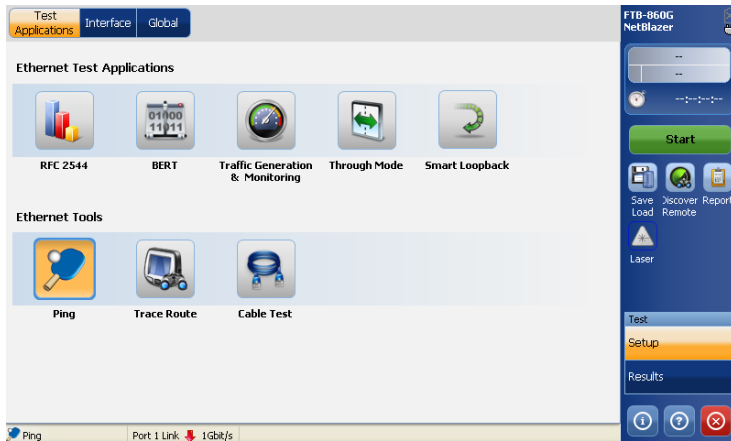 Test
Applications
Interface
Global
Ethernet Test Applications
RFC 2544
BERT
01000
11011
Traffic Generation
& Monitoring
Through Mode
Smart Loopback
Ethernet Tools
Ping
Trace Route
Cable Test
Ping
Port 1 Link
1Gbit/s
FTB-860G
NetBlazer
--
--
--:--:--:--
Start
Save
Load
Discover
Remote
Report
Laser
Test
Setup
Results